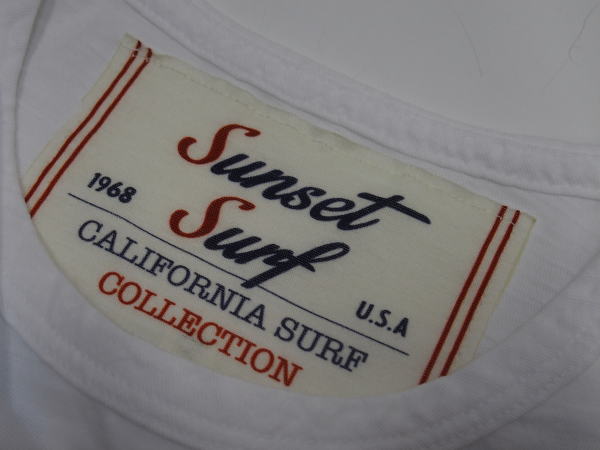 Sunset
1968 Surf U.S.A
CALIFORNIA SURF
COLLECTION